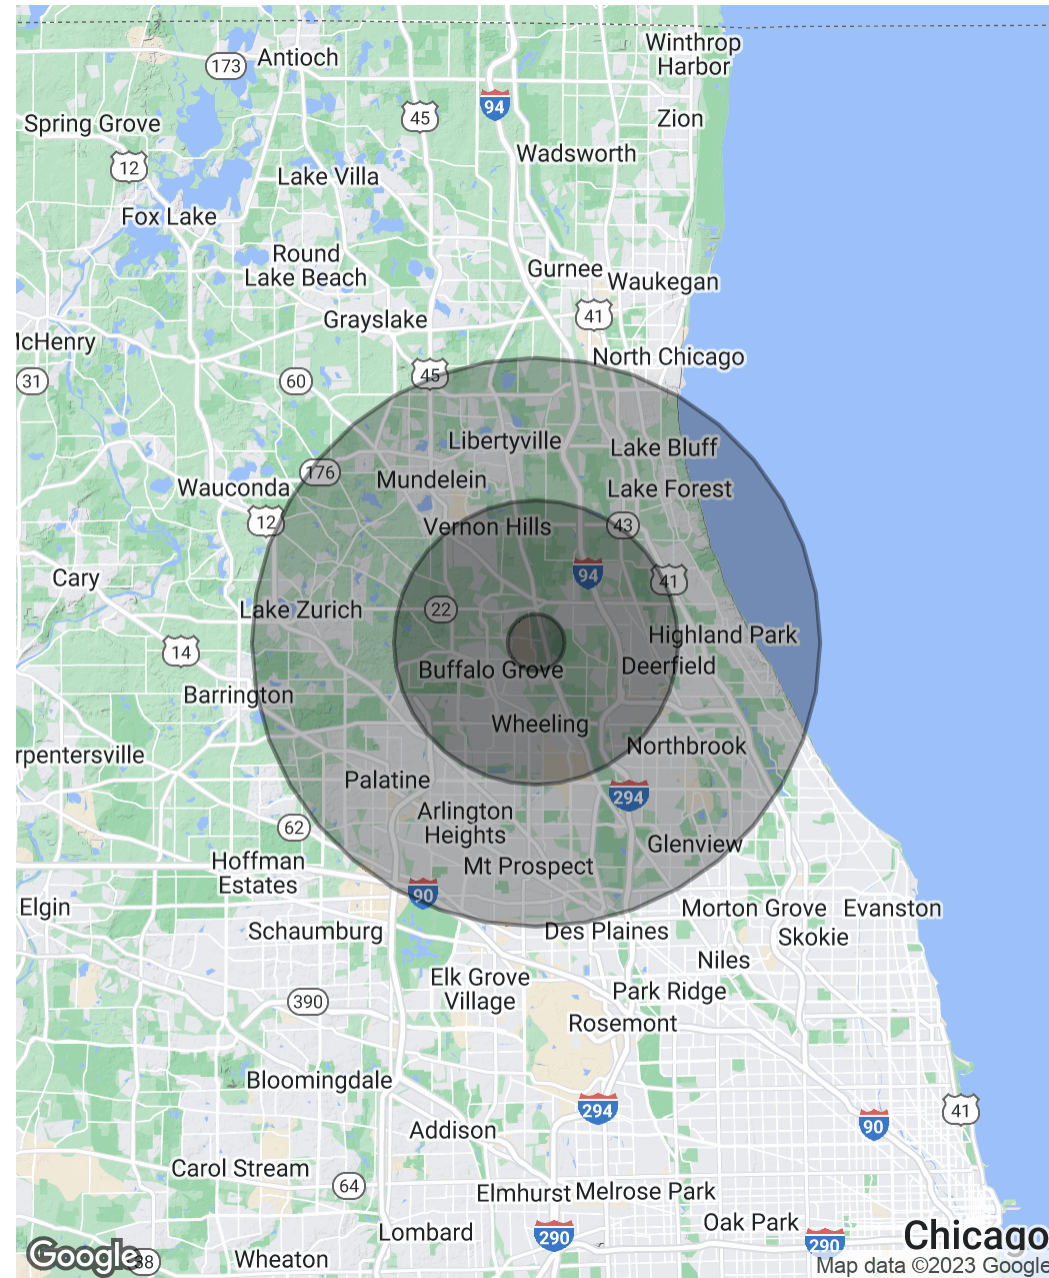 Winthrop
Harbor
Antioch
173
94
45
Zion
Spring Grove
Wadsworth
12
Lake Villa
Fox Lake
Round
Lake Beach
Gurnee
Waukegan
41
Grayslake
McHenry
North Chicago
45
31
60
Libertyville
Lake Bluff
176
Mundelein
Wauconda
Lake Forest
12
Vernon Hills
43
94
Cary
41
Lake Zurich
22
Highland Park
14
Buffalo Grove
Deerfield
Barrington
Wheeling
Northbrook
rpentersville
Palatine
294
Arlington
Heights
62
Glenview
Hoffman
Estates
Mt Prospect
90
Elgin
Morton Grove
Evanston
Schaumburg
Des Plaines
Skokie
Niles
Elk Grove
Village
Park Ridge
390
Rosemont
Bloomingdale
294
41
90
Addison
Carol Stream
64
Elmhurst
Melrose Park
Oak Park
Lombard
290
290
Chicago
Google
38
Wheaton
Map data ©2023 Google